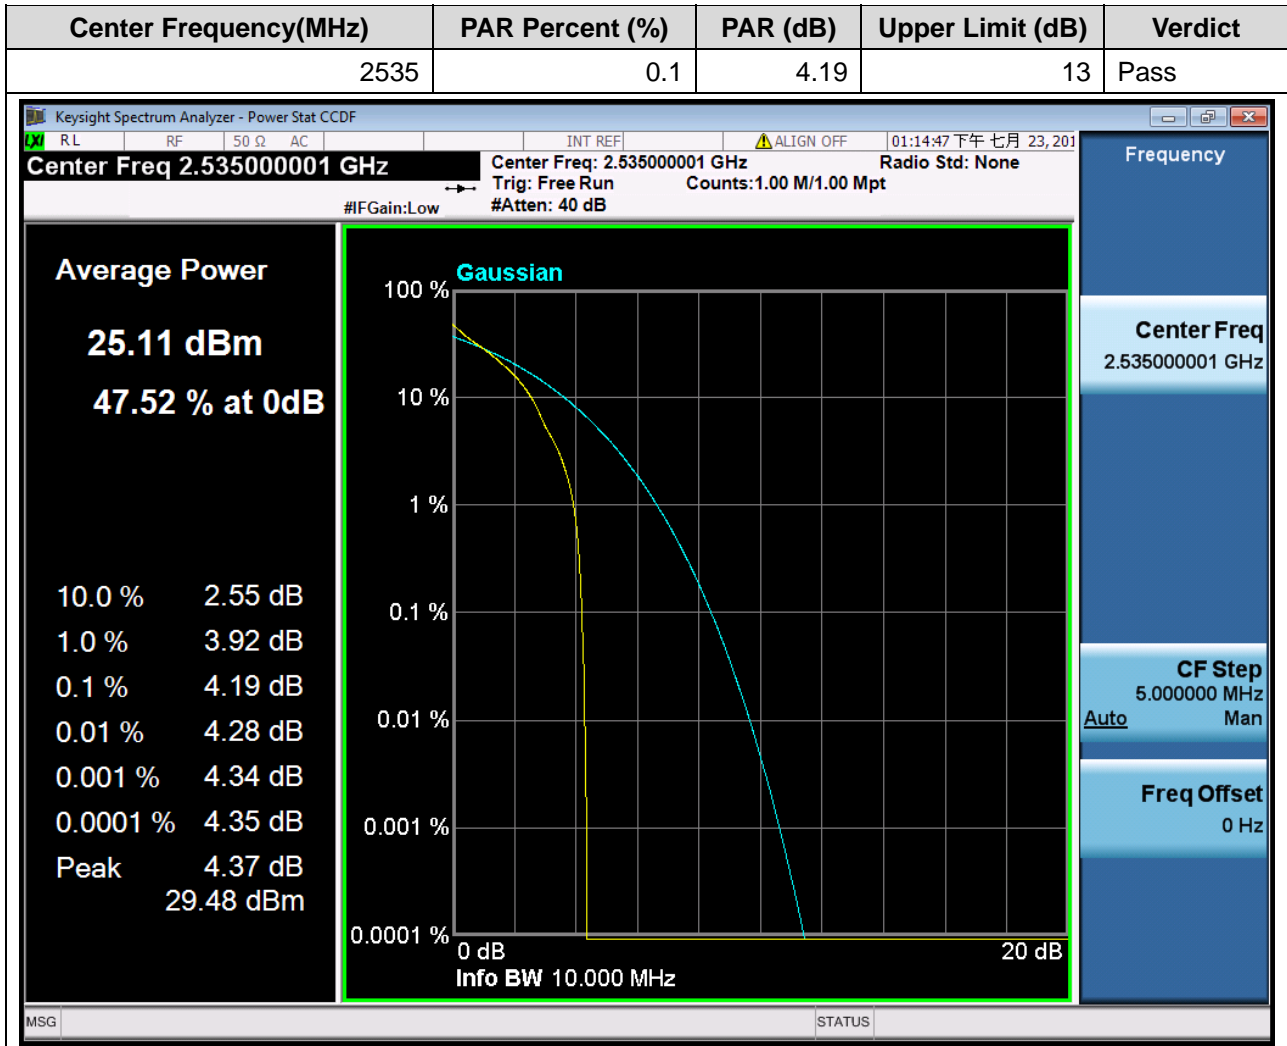 Center Frequency(MHz) PAR Percent (%) PAR (dB) Upper Limit (dB) Verdict
2535 0.1 4.19 13 Pass
Keysight Spectrum Analyzer - Power Stat CCDF
LXI RL RF 50 Ω AC INT REF ALIGN OFF 01:14:47 下午 七月 23, 201
Center Freq 2.535000001 GHz
Center Freq: 2.535000001 GHz Radio Std: None
Trig: Free Run Counts:1.00 M/1.00 Mpt
#IFGain:Low #Atten: 40 dB
Average Power
25.11 dBm
47.52 % at 0dB
10.0 % 2.55 dB
1.0 % 3.92 dB
0.1 % 4.19 dB
0.01 % 4.28 dB
0.001 % 4.34 dB
0.0001 % 4.35 dB
Peak 4.37 dB
29.48 dBm
Gaussian
100 %
10 %
1 %
0.1 %
0.01 %
0.001 %
0.0001 %
0 dB 20 dB
Info BW 10.000 MHz
Frequency
Center Freq
2.535000001 GHz
CF Step
5.000000 MHz
Auto Man
Freq Offset
0 Hz
MSG STATUS